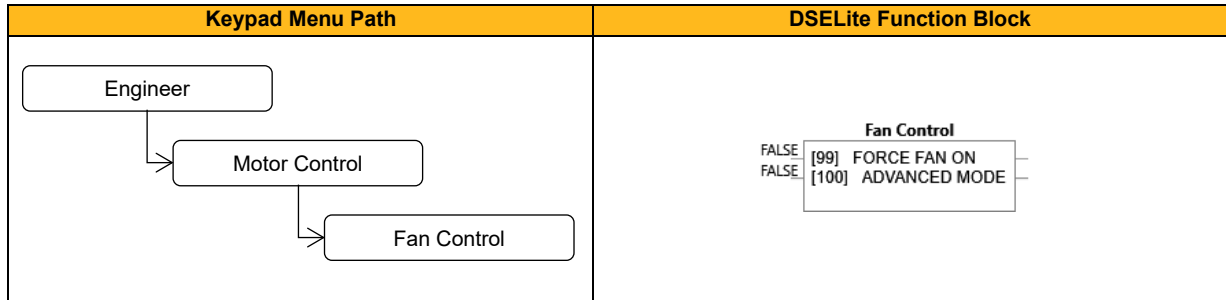 Keypad Menu Path
DSELite Function Block
Engineer
Motor Control
Fan Control
Fan Control
FALSE [99] FORCE FAN ON
FALSE [100] ADVANCED MODE